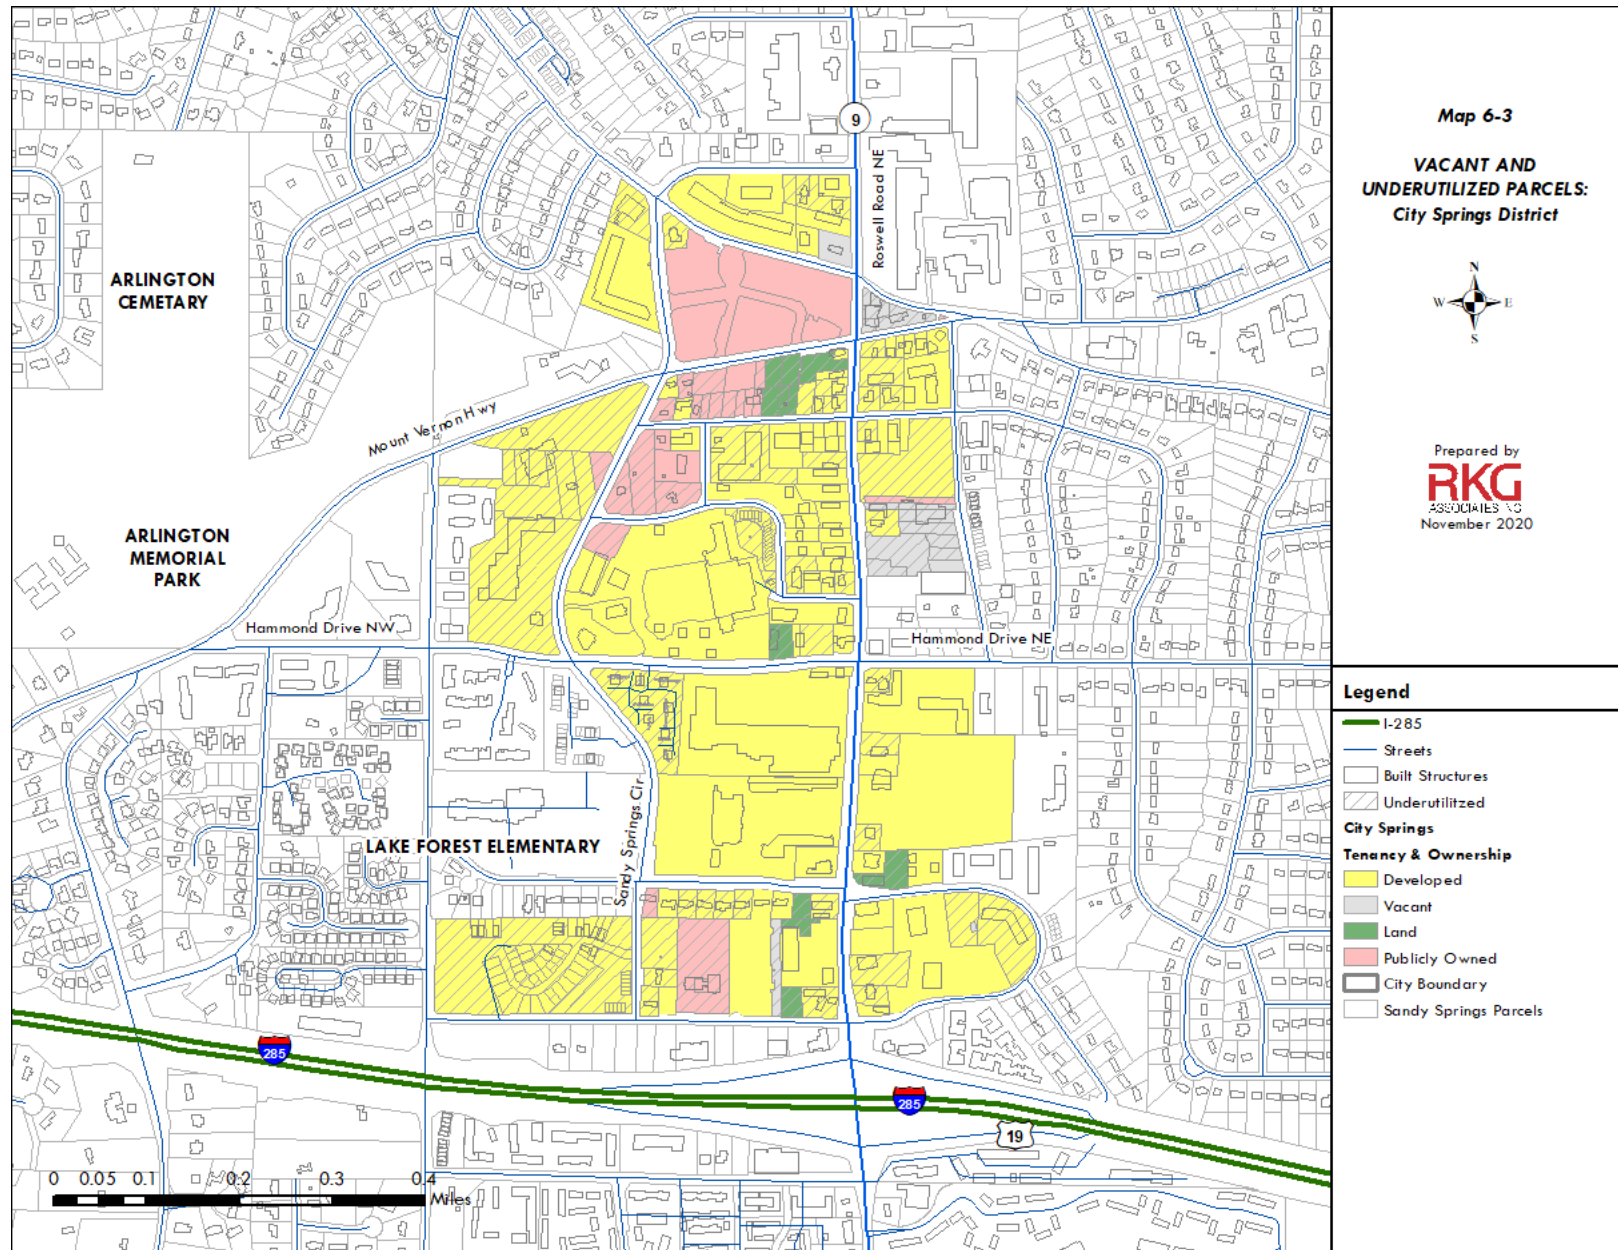 9
Roswell Road NE
ARLINGTON
CEMETARY
Mount Vernon Hwy
ARLINGTON
MEMORIAL
PARK
Hammond Drive NW
Hammond Drive NE
Sandy Springs Cir
LAKE FOREST ELEMENTARY
285
285
19
0 0.05 0.1 0.2 0.3 0.4
Miles
Map 6-3
VACANT AND
UNDERUTILIZED PARCELS:
City Springs District
N
W E
S
Prepared by
RKG
ASSOCIATES INC
November 2020
Legend
I-285
Streets
Built Structures
Underutilitzed
City Springs
Tenancy & Ownership
Developed
Vacant
Land
Publicly Owned
City Boundary
Sandy Springs Parcels